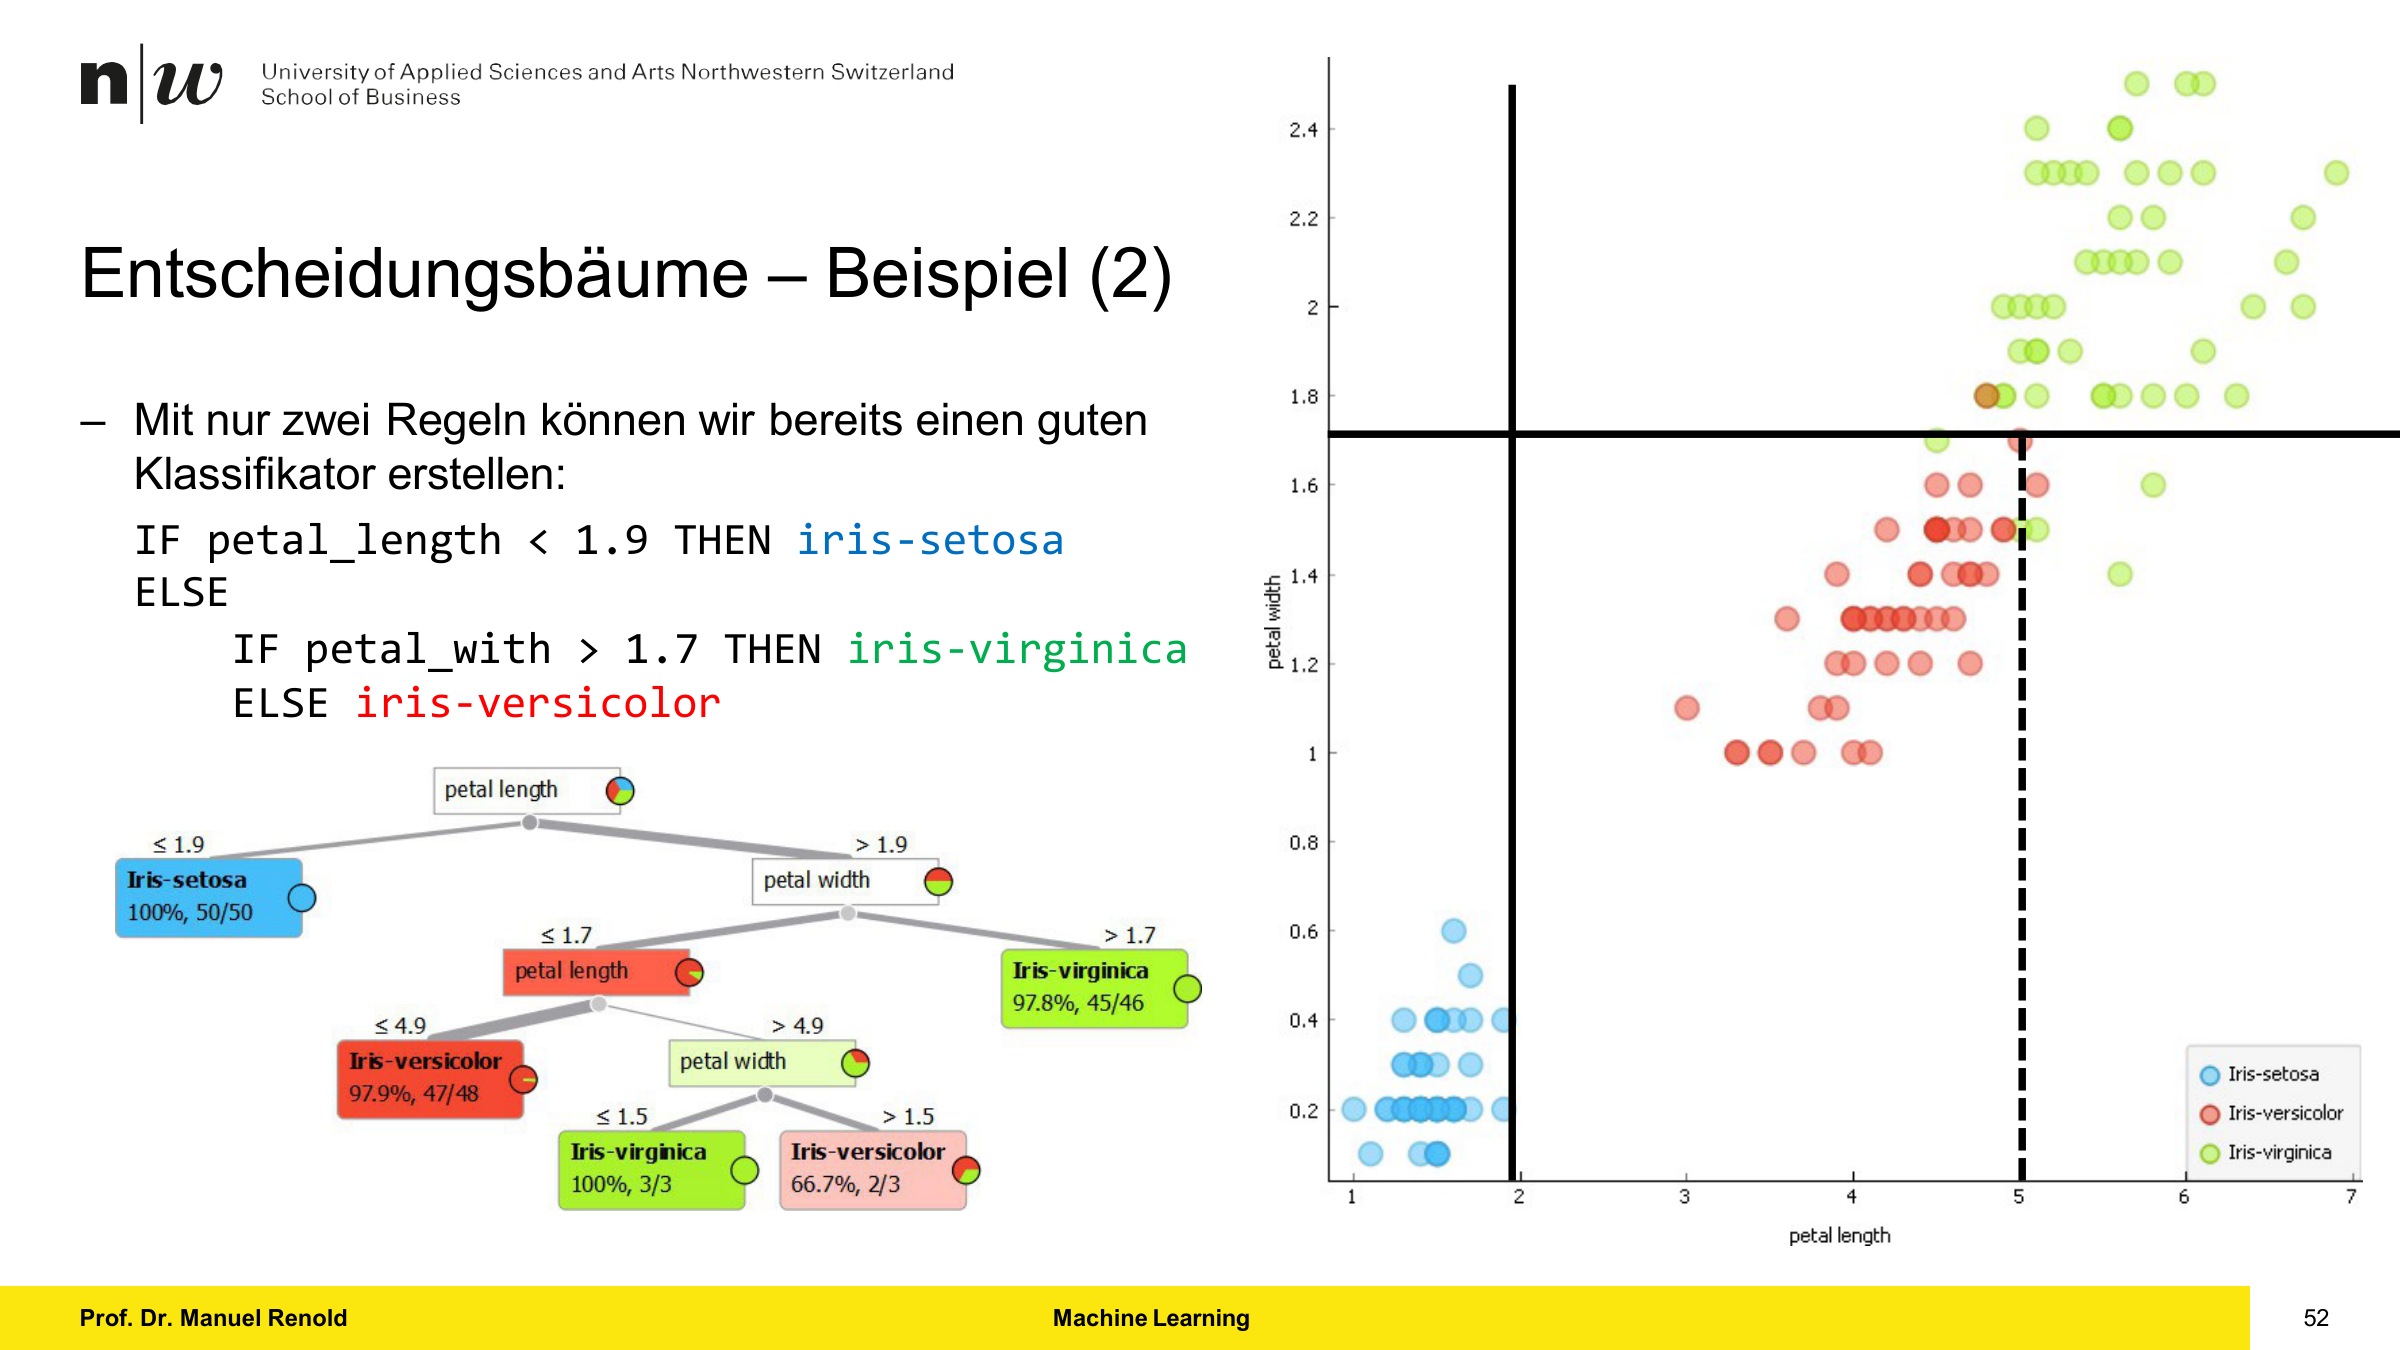 n|w University of Applied Sciences and Arts Northwestern Switzerland
School of Business
Entscheidungsbäume – Beispiel (2)
– Mit nur zwei Regeln können wir bereits einen guten
Klassifikator erstellen:
IF petal_length < 1.9 THEN iris-setosa
ELSE
IF petal_with > 1.7 THEN iris-virginica
ELSE iris-versicolor
petal length
≤ 1.9
> 1.9
Iris-setosa
100%, 50/50
petal width
≤ 1.7
> 1.7
petal length
Iris-virginica
97.8%, 45/46
≤ 4.9
> 4.9
Iris-versicolor
97.9%, 47/48
petal width
≤ 1.5
> 1.5
Iris-virginica
100%, 3/3
Iris-versicolor
66.7%, 2/3
2.4
2.2
2
1.8
1.6
1.4
1.2
1
0.8
0.6
0.4
0.2
petal width
1 2 3 4 5 6 7
petal length
Iris-setosa
Iris-versicolor
Iris-virginica
Prof. Dr. Manuel Renold
Machine Learning
52